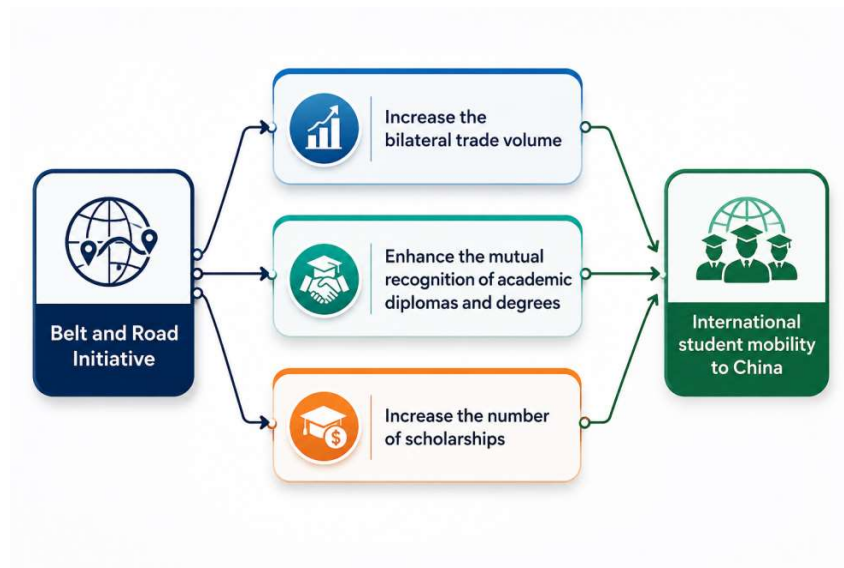 Increase the
bilateral trade volume
Belt and Road
Initiative
Enhance the mutual
recognition of academic
diplomas and degrees
International
student mobility
to China
Increase the number
of scholarships
$